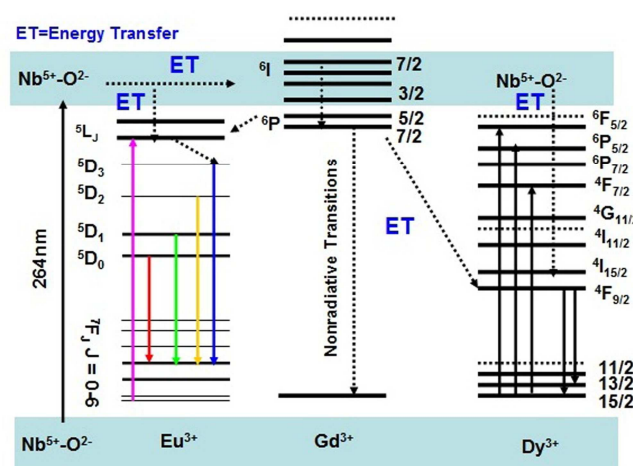 ET=Energy Transfer
Nb5+-O2-
ET
ET
5LJ
5D3
5D2
5D1
5D0
7FJ, J = 0-6
264nm
Nb5+-O2-
Eu3+
6I
7/2
3/2
6P
5/2
7/2
Nonradiative Transitions
ET
Gd3+
Nb5+-O2-
ET
6F5/2
6P5/2
6P7/2
4F7/2
4G11/2
4I11/2
4I15/2
4F9/2
11/2
13/2
15/2
Dy3+